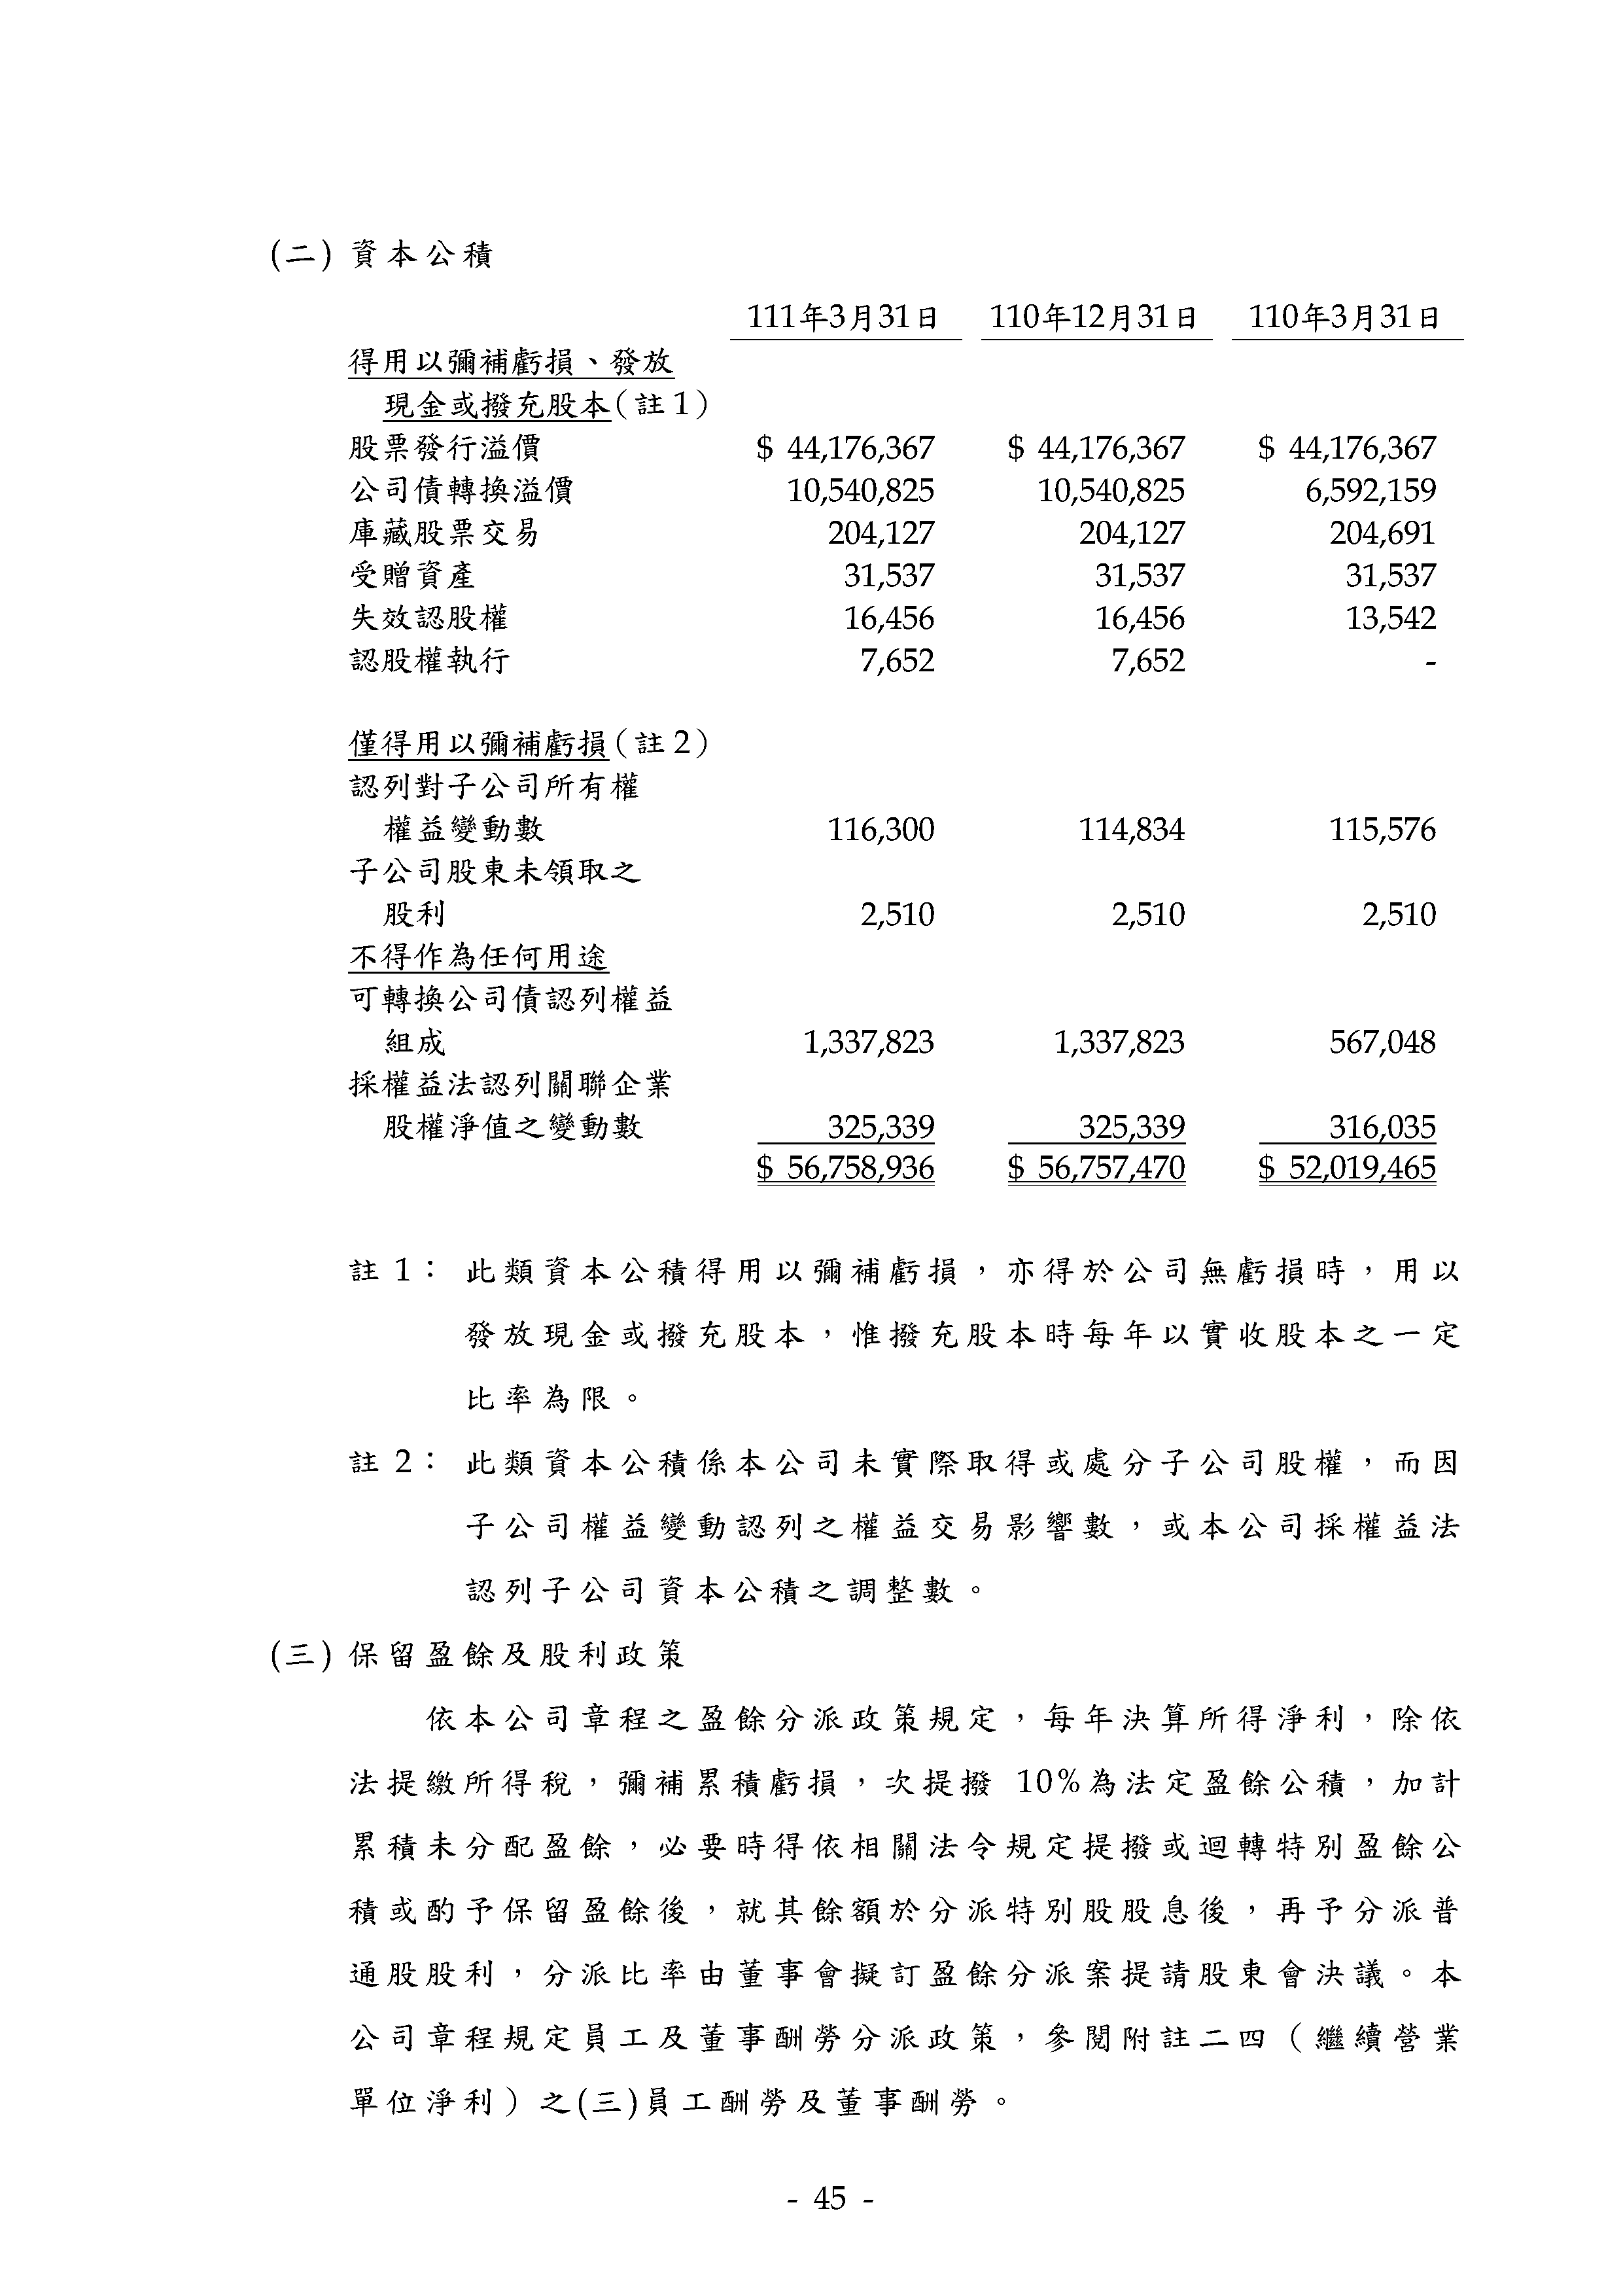 (二) 資本公積
111年3月31日 110年12月31日 110年3月31日
得用以彌補虧損、發放
現金或撥充股本(註1)
股票發行溢價 $ 44,176,367 $ 44,176,367 $ 44,176,367
公司債轉換溢價 10,540,825 10,540,825 6,592,159
庫藏股票交易 204,127 204,127 204,691
受贈資產 31,537 31,537 31,537
失效認股權 16,456 16,456 13,542
認股權執行 7,652 7,652 -
僅得用以彌補虧損(註2)
認列對子公司所有權
權益變動數 116,300 114,834 115,576
子公司股東未領取之
股利 2,510 2,510 2,510
不得作為任何用途
可轉換公司債認列權益
組成 1,337,823 1,337,823 567,048
採權益法認列關聯企業
股權淨值之變動數 325,339 325,339 316,035
$ 56,758,936 $ 56,757,470 $ 52,019,465
註 1：此類資本公積得用以彌補虧損，亦得於公司無虧損時，用以
發放現金或撥充股本，惟撥充股本時每年以實收股本之一定
比率為限。
註 2：此類資本公積係本公司未實際取得或處分子公司股權，而因
子公司權益變動認列之權益交易影響數，或本公司採權益法
認列子公司資本公積之調整數。
(三) 保留盈餘及股利政策
依本公司章程之盈餘分派政策規定，每年決算所得淨利，除依
法提繳所得稅，彌補累積虧損，次提撥 10%為法定盈餘公積，加計
累積未分配盈餘，必要時得依相關法令規定提撥或迴轉特別盈餘公
積或酌予保留盈餘後，就其餘額於分派特別股股息後，再予分派普
通股股利，分派比率由董事會擬訂盈餘分派案提請股東會決議。本
公司章程規定員工及董事酬勞分派政策，參閱附註二四（繼續營業
單位淨利）之(三)員工酬勞及董事酬勞。
- 45 -